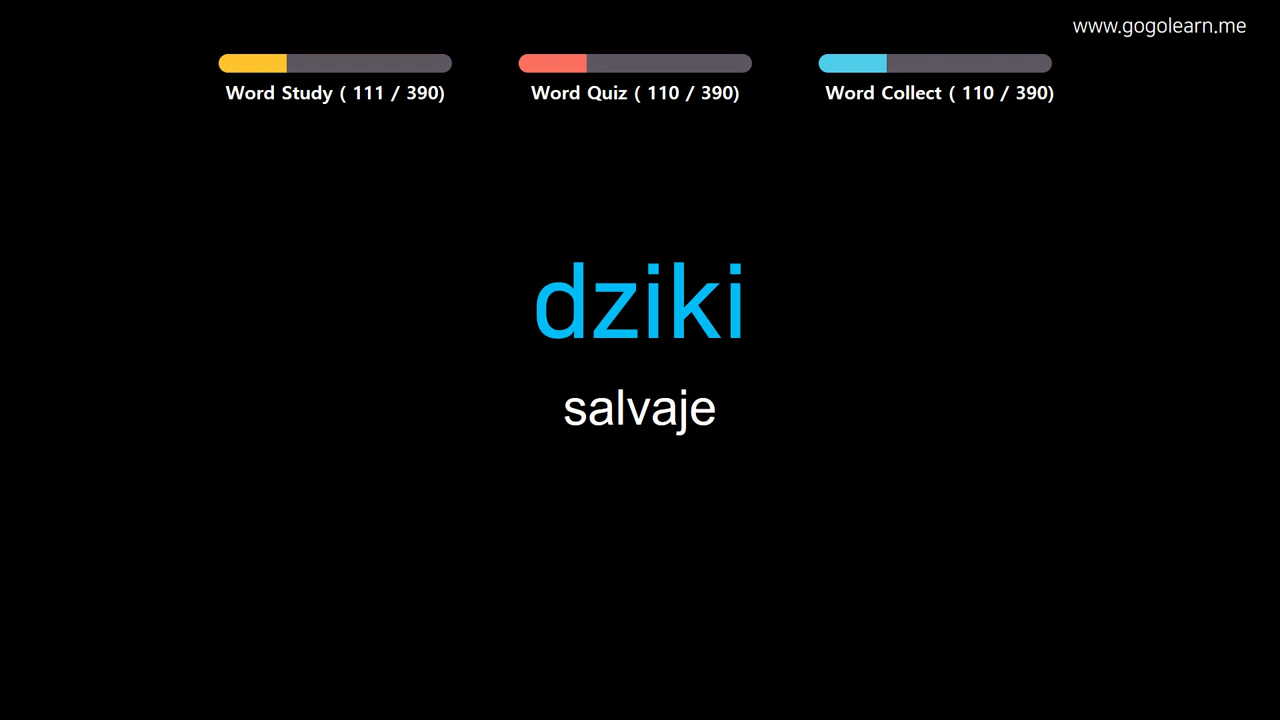 www.gogolearn.me
Word Study ( 111 / 390)
Word Quiz ( 110 / 390)
Word Collect ( 110 / 390)
dziki
salvaje